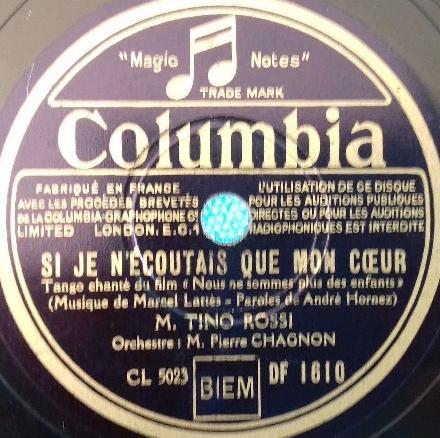 "Magic Notes"
TRADE MARK
Columbia
FABRIQUÉ EN FRANCE
AVEC LES PROCÉDÉS BREVETÉS
DE LA COLUMBIA-GRAPHOPHONE Cº
LIMITED LONDON. E.C.1
L'UTILISATION DE CE DISQUE
POUR LES AUDITIONS PUBLIQUES
DIRECTES OU POUR LES AUDITIONS
RADIOPHONIQUES EST INTERDITE
SI JE N'ÉCOUTAIS QUE MON CŒUR
Tango chanté du film « Nous ne sommes plus des enfants »
(Musique de Marcel Lattès - Paroles de André Hornez)
M. TINO ROSSI
Orchestre : M. Pierre CHAGNON
CL 5023 BIEM DF 1610